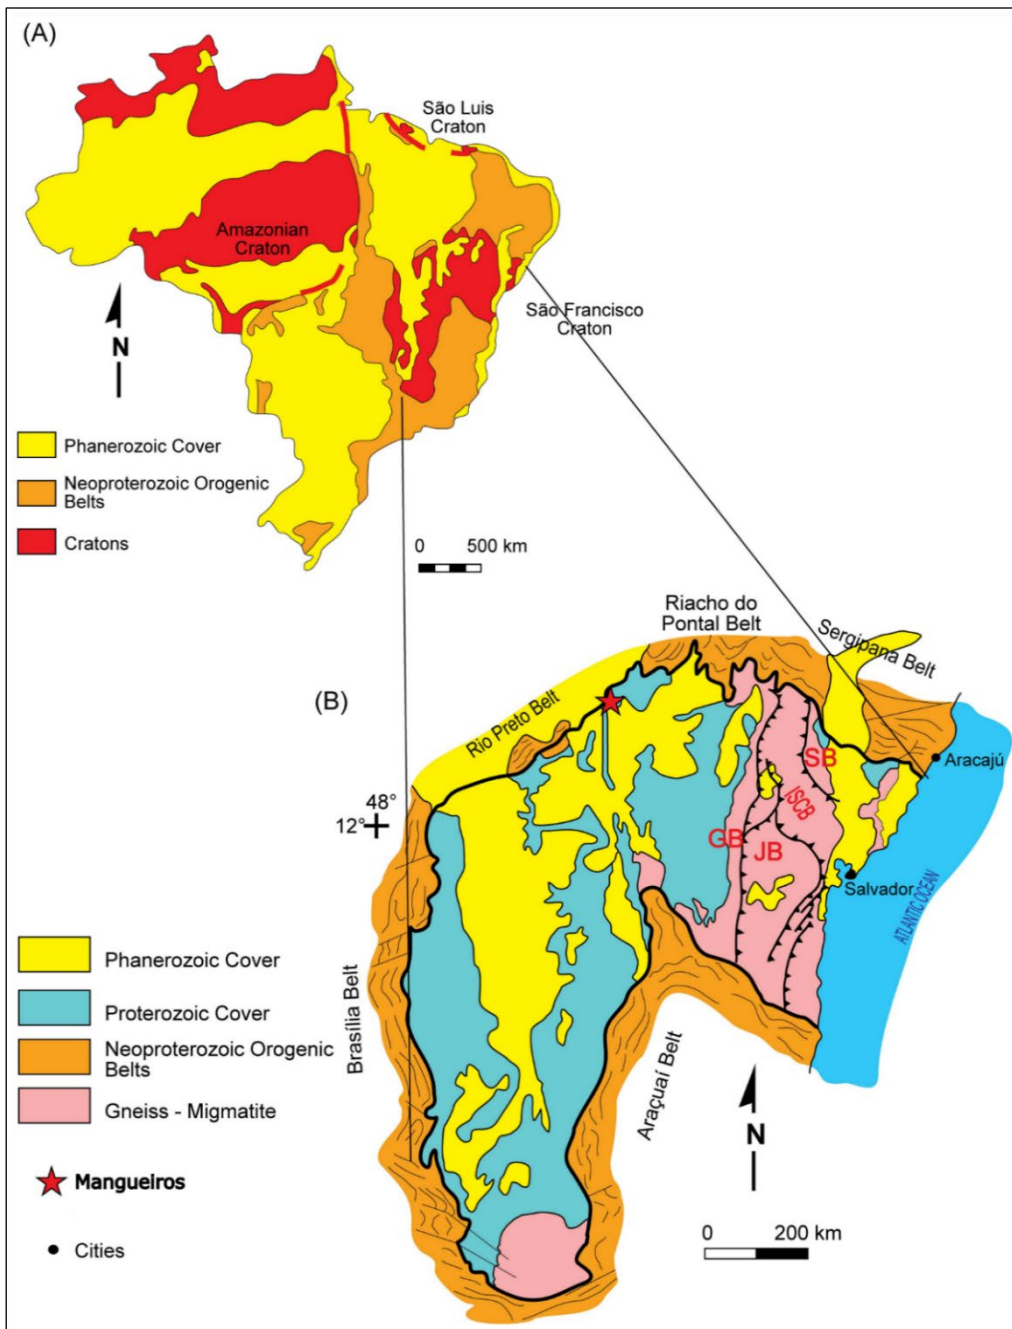 (A)
São Luis
Craton
Amazonian
Craton
São Francisco
Craton
N
Phanerozoic Cover
Neoproterozoic Orogenic
Belts
Cratons
0 500 km
Riacho do
Pontal Belt
Sergipana Belt
(B)
Rio Preto Belt
SB
Aracajú
ISCB
48°
12°
GB
JB
Salvador
ATLANTIC OCEAN
Phanerozoic Cover
Proterozoic Cover
Neoproterozoic Orogenic
Belts
Gneiss - Migmatite
Brasília Belt
Araçuaí Belt
N
Mangueiros
Cities
0 200 km